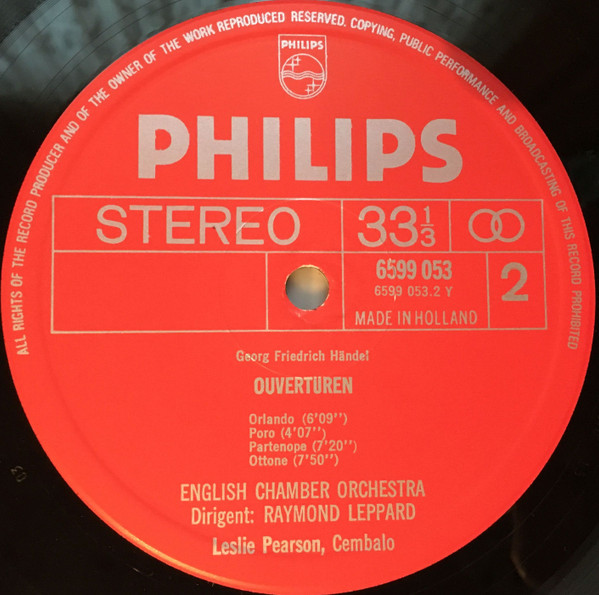 ALL RIGHTS OF THE RECORD PRODUCER AND OF THE OWNER OF THE WORK REPRODUCED RESERVED. COPYING, PUBLIC PERFORMANCE AND BROADCASTING OF THIS RECORD PROHIBITED
PHILIPS
PHILIPS
STEREO 33 1/3
6599 053
6599 053.2 Y
2
MADE IN HOLLAND
Georg Friedrich Händel
OUVERTUREN
Orlando (6'09'')
Poro (4'07'')
Partenope (7'20'')
Ottone (7'50'')
ENGLISH CHAMBER ORCHESTRA
Dirigent: RAYMOND LEPPARD
Leslie Pearson, Cembalo